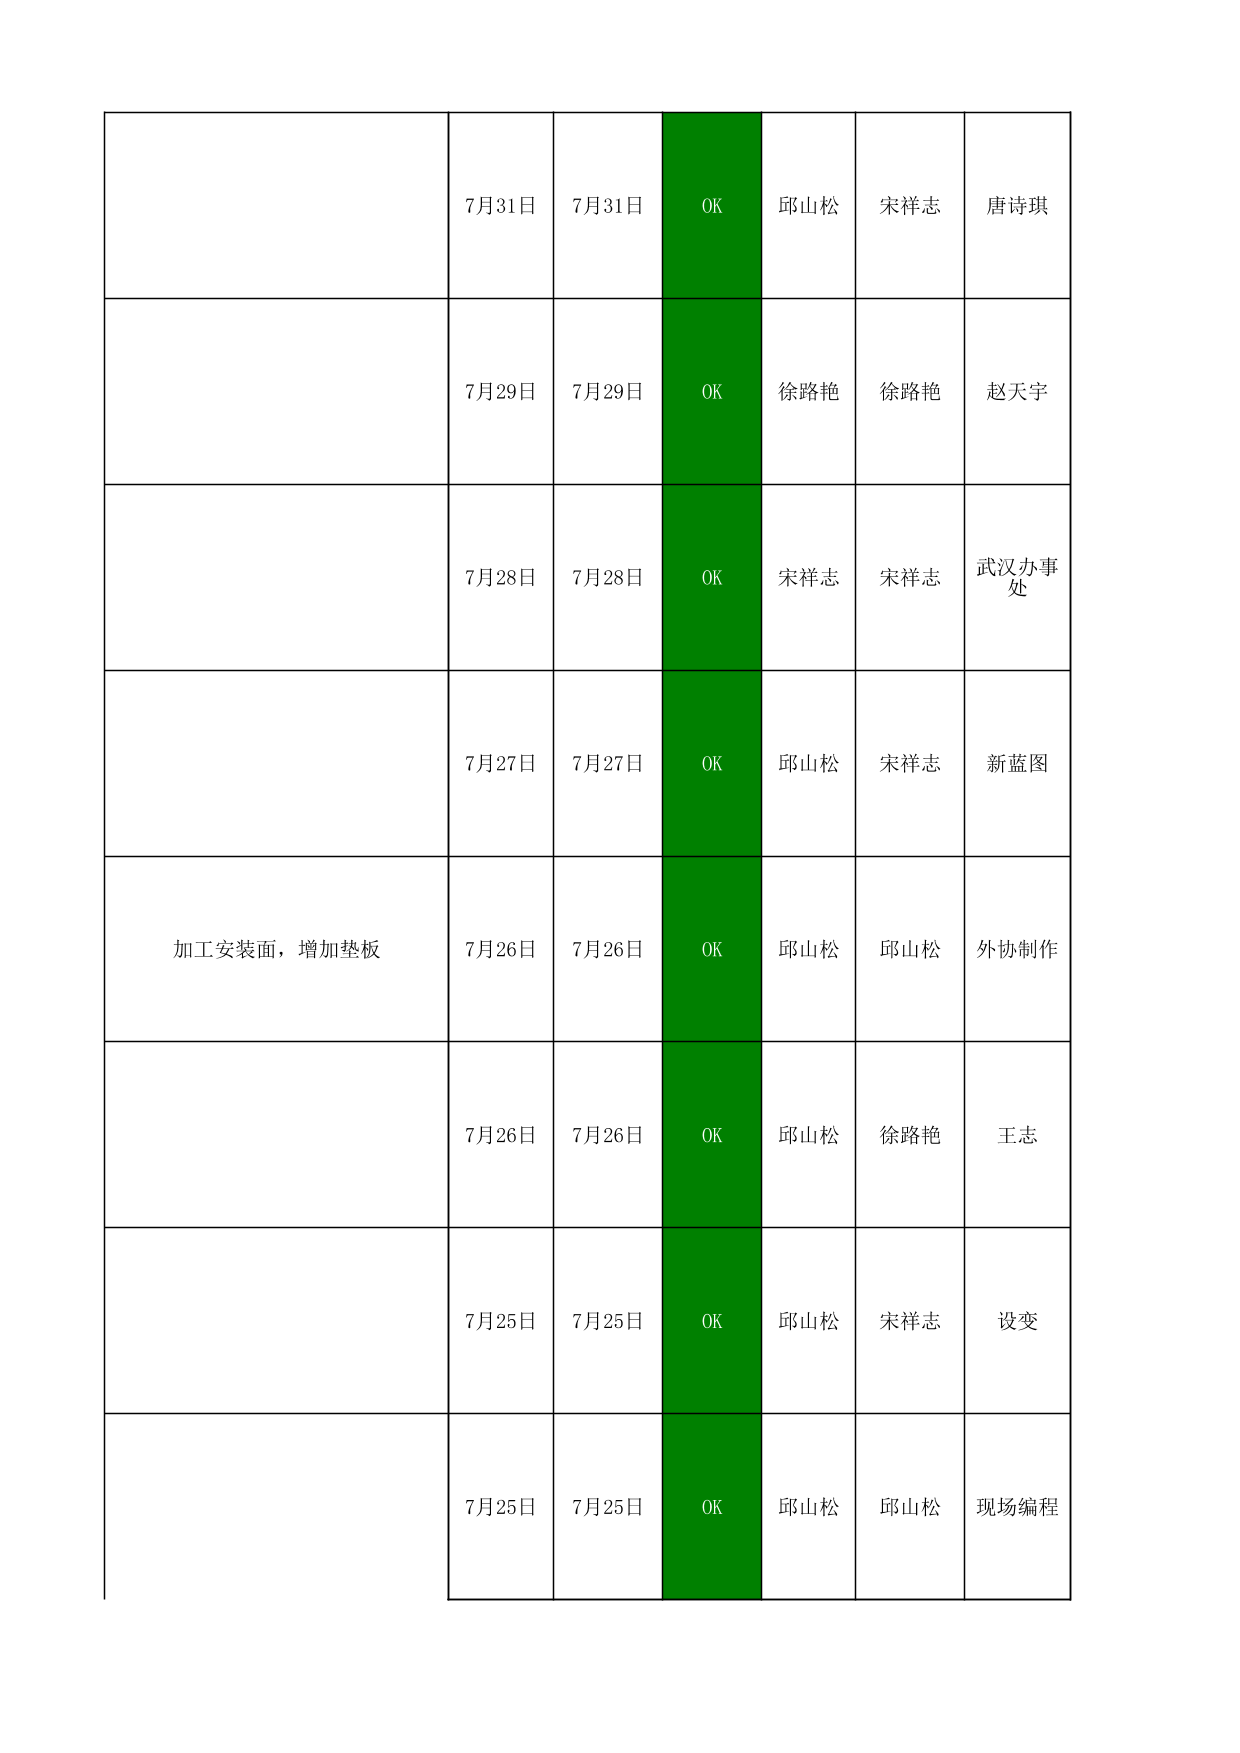 7月31日 7月31日 OK 邱山松 宋祥志 唐诗琪
7月29日 7月29日 OK 徐路艳 徐路艳 赵天宇
7月28日 7月28日 OK 宋祥志 宋祥志 武汉办事
处
7月27日 7月27日 OK 邱山松 宋祥志 新蓝图
加工安装面，增加垫板 7月26日 7月26日 OK 邱山松 邱山松 外协制作
7月26日 7月26日 OK 邱山松 徐路艳 王志
7月25日 7月25日 OK 邱山松 宋祥志 设变
7月25日 7月25日 OK 邱山松 邱山松 现场编程